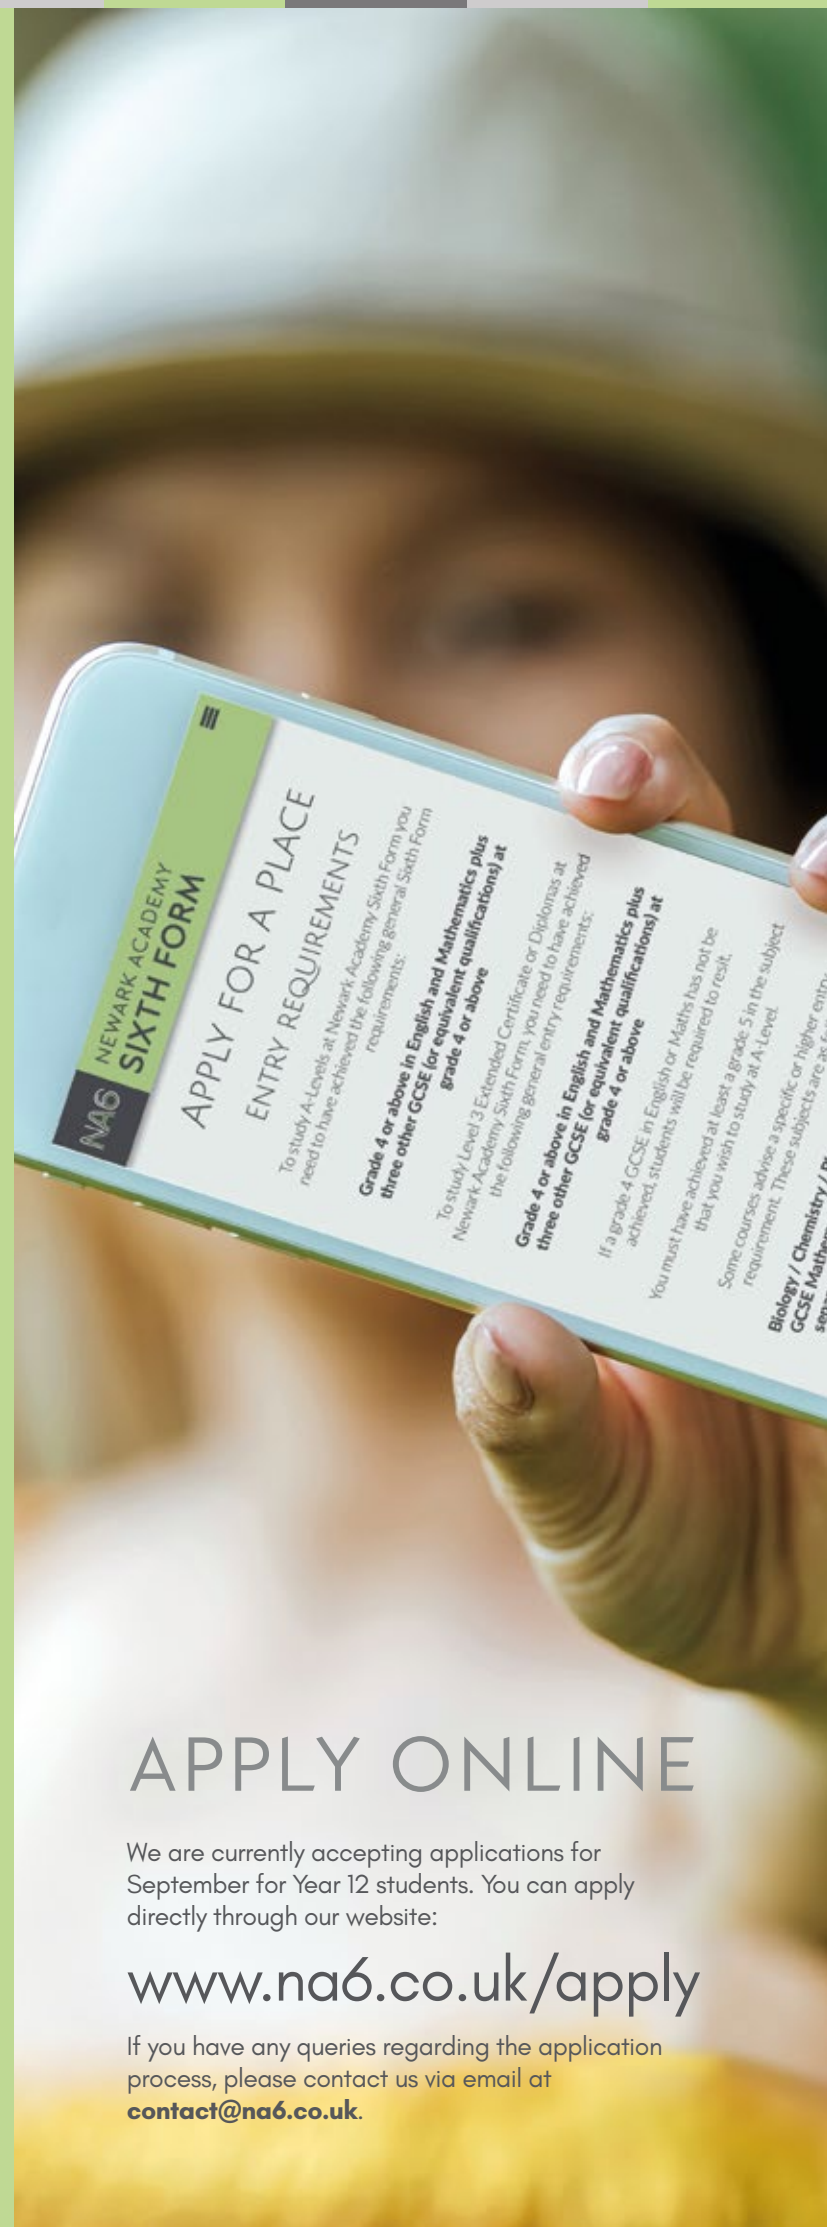 NA6
NEWARK ACADEMY
SIXTH FORM
APPLY FOR A PLACE
ENTRY REQUIREMENTS
To study A-Levels at Newark Academy Sixth Form you
need to have achieved the following general Sixth Form
requirements:
Grade 4 or above in English and Mathematics plus
three other GCSE (or equivalent qualifications) at
grade 4 or above
To study Level 3 Extended Certificate or Diplomas at
Newark Academy Sixth Form, you need to have achieved
the following general entry requirements:
Grade 4 or above in English and Mathematics plus
three other GCSE (or equivalent qualifications) at
grade 4 or above
If a grade 4 GCSE in English or Maths has not be
achieved, students will be required to resit.
You must have achieved at least a grade 5 in the subject
that you wish to study at A-Level.
Some courses advise a specific or higher entry
requirement. These subjects are as
Biology / Chemistry /
GCSE
APPLY ONLINE
We are currently accepting applications for
September for Year 12 students. You can apply
directly through our website:
www.na6.co.uk/apply
If you have any queries regarding the application
process, please contact us via email at
contact@na6.co.uk.